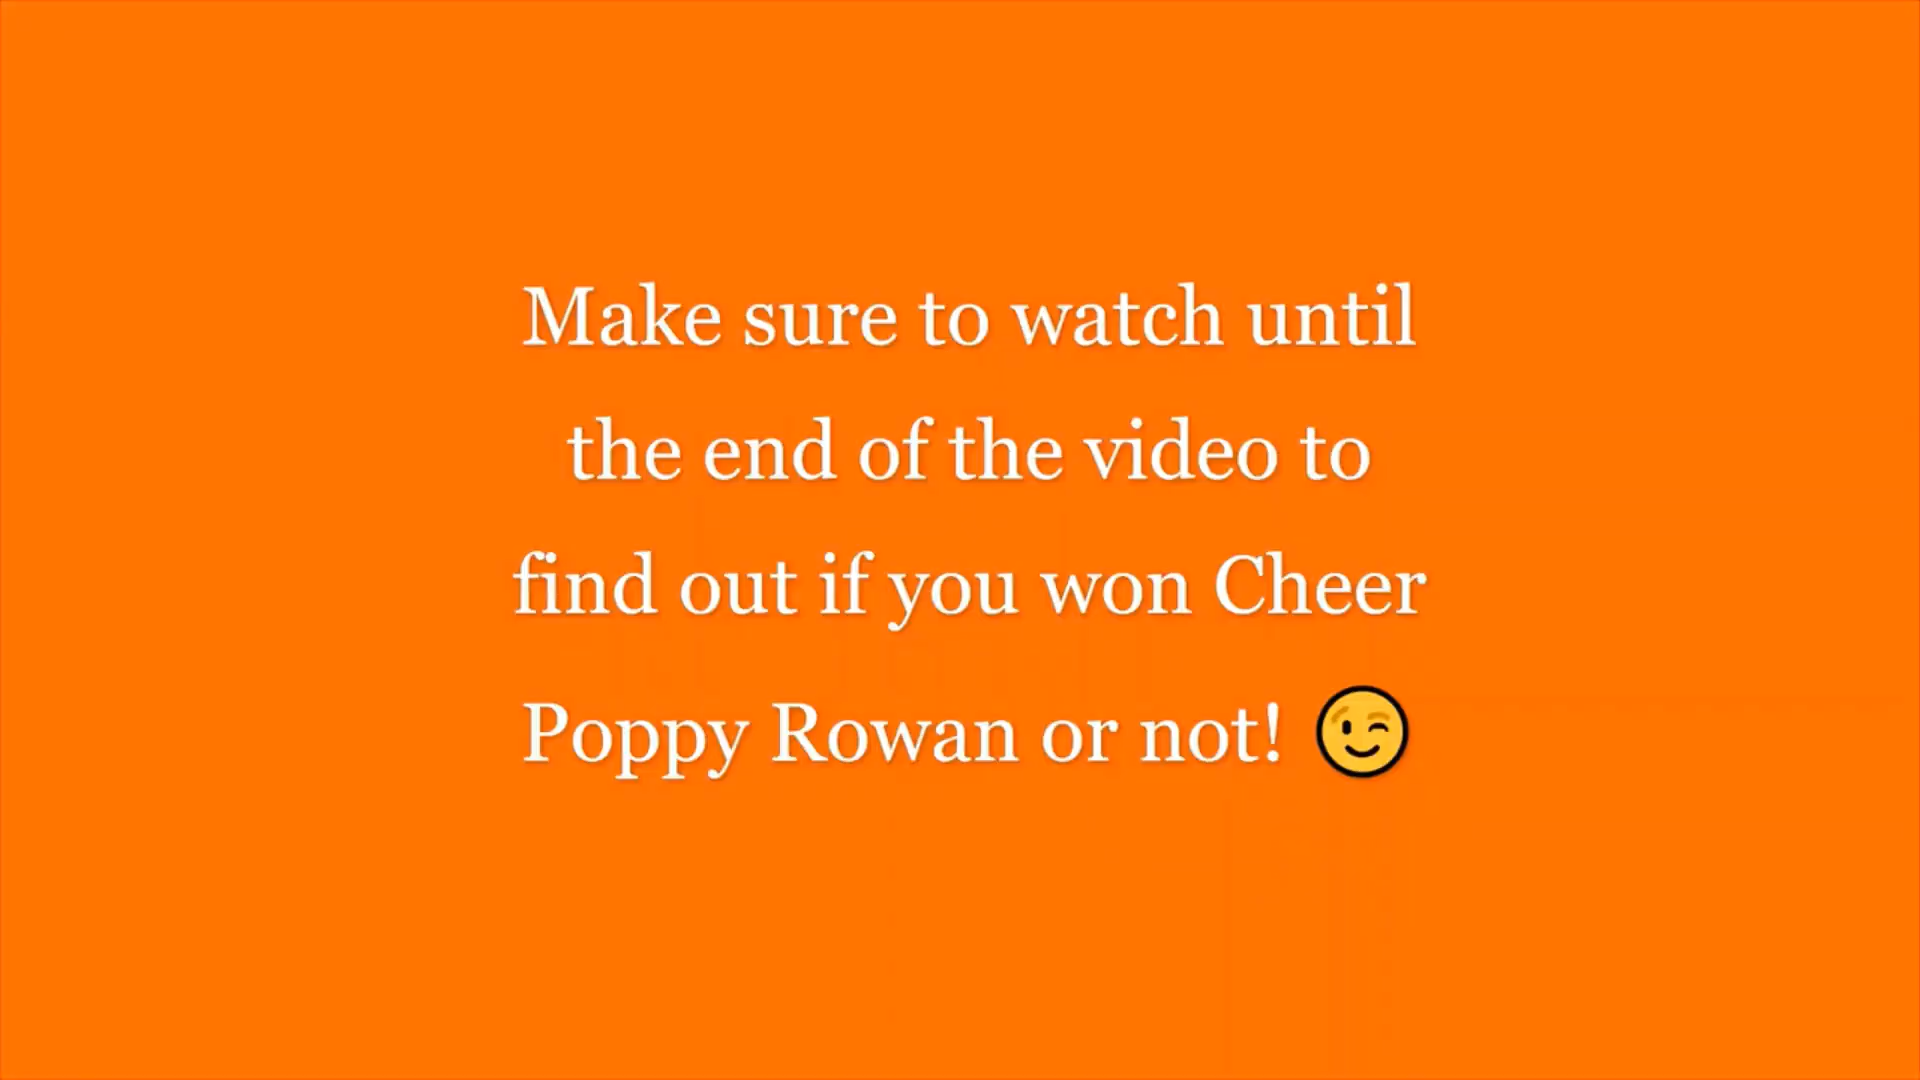 Make sure to watch until
the end of the video to
find out if you won Cheer
Poppy Rowan or not! 😉